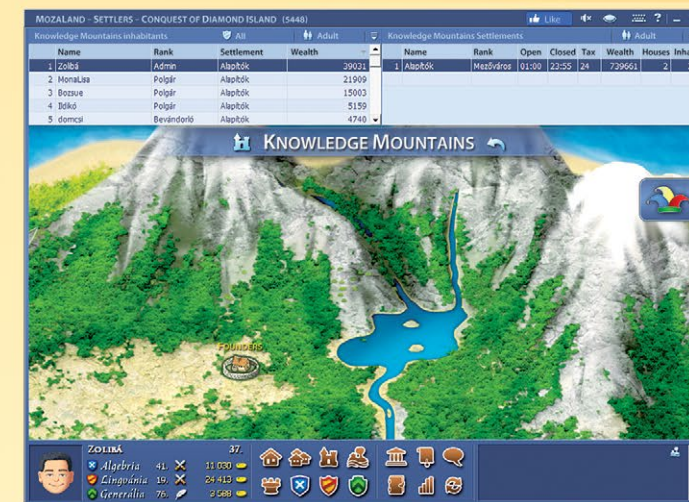 MOZALAND - SETTLERS - CONQUEST OF DIAMOND ISLAND (5448) Like ?
Knowledge Mountains inhabitants All Adult Knowledge Mountains Settlements Adult
Name Rank Settlement Wealth Name Rank Open Closed Tax Wealth Houses Inha
1 Zolibá Admin Alapítók 39031 1 Alapítók Mezőváros 01:00 23:55 24 739661 2
2 MonaLisa Polgár Alapítók 21909
3 Bozsue Polgár Alapítók 15003
4 Ildikó Polgár Alapítók 5159
5 domcsi Bevándorló Alapítók 4740
KNOWLEDGE MOUNTAINS
FOUNDERS
ZOLIBÁ 37.
Algebria 41. 11 030
Lingvánia 19. 24 413
Generália 76. 3 588